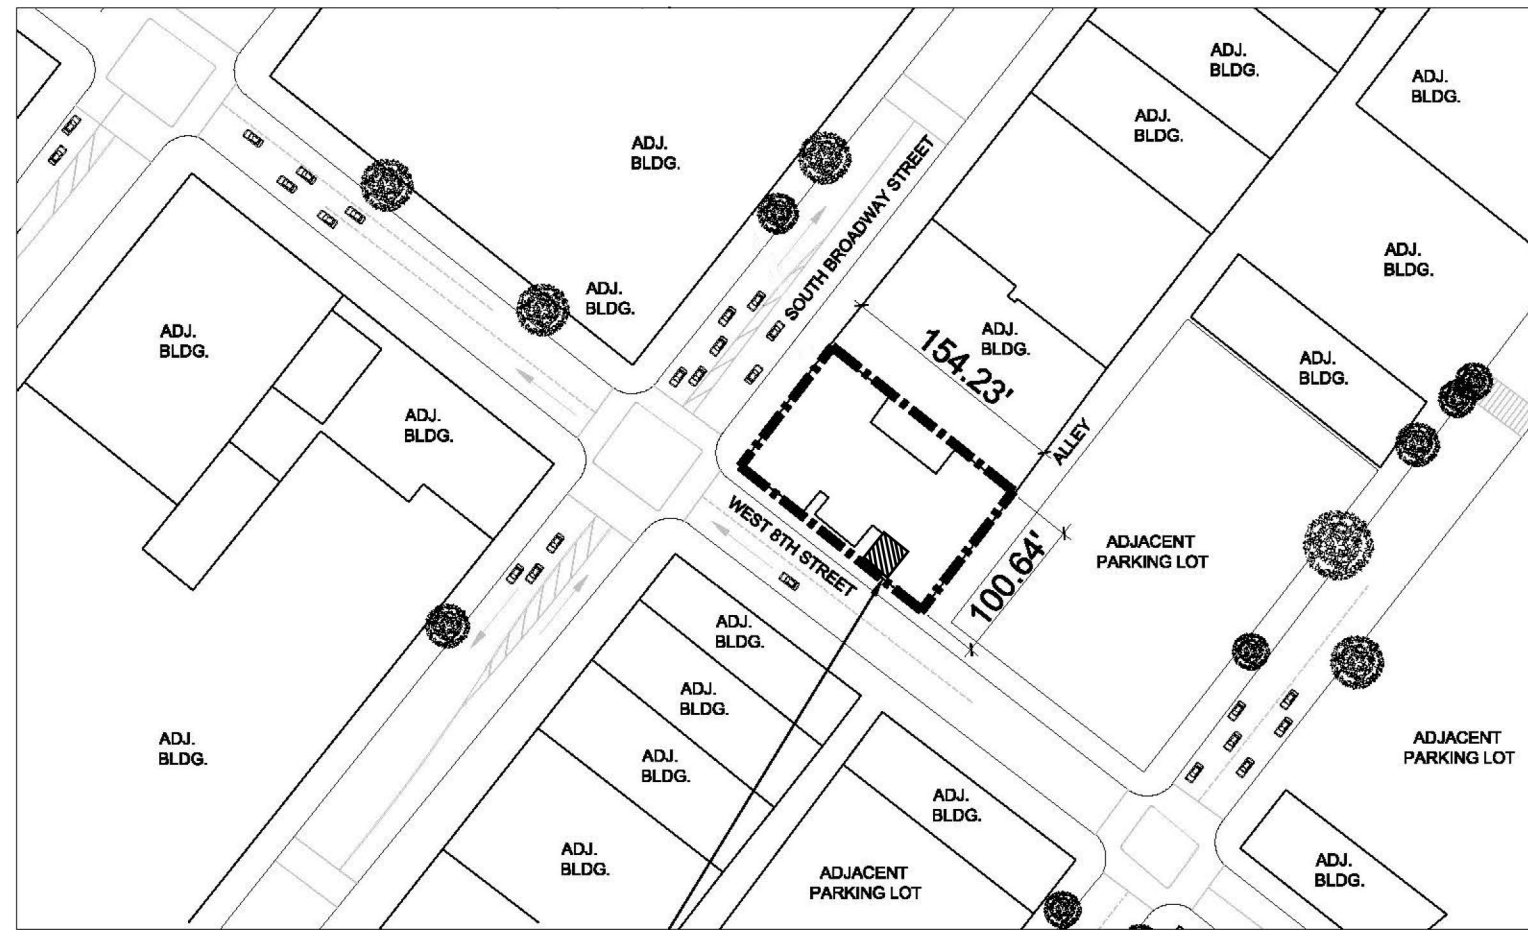 ADJ.
BLDG.
ADJ.
BLDG.
ADJ.
BLDG.
ADJ.
BLDG.
ADJ.
BLDG.
SOUTH BROADWAY STREET
ADJ.
BLDG.
ADJ.
BLDG.
ADJ.
BLDG.
ADJ.
BLDG.
154.23'
ADJ.
BLDG.
ADJ.
BLDG.
ALLEY
WEST 8TH STREET
100.64'
ADJACENT
PARKING LOT
ADJ.
BLDG.
ADJ.
BLDG.
ADJ.
BLDG.
ADJ.
BLDG.
ADJACENT
PARKING LOT
ADJ.
BLDG.
ADJ.
BLDG.
ADJ.
BLDG.
ADJACENT
PARKING LOT